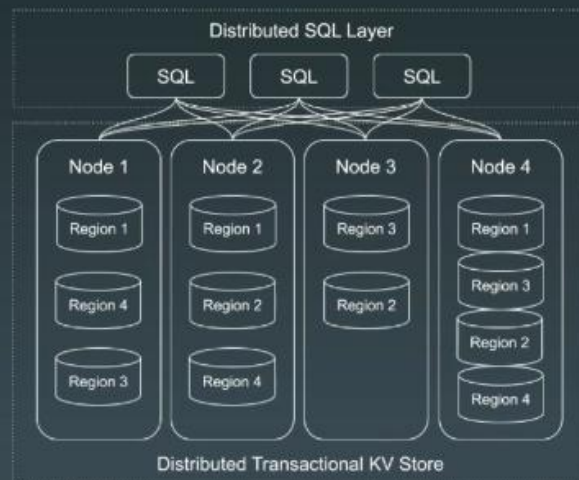 Distributed SQL Layer
SQL SQL SQL
Node 1 Node 2 Node 3 Node 4
Region 1 Region 1 Region 3 Region 1
Region 3
Region 4 Region 2 Region 2
Region 2
Region 3 Region 4
Region 4
Distributed Transactional KV Store